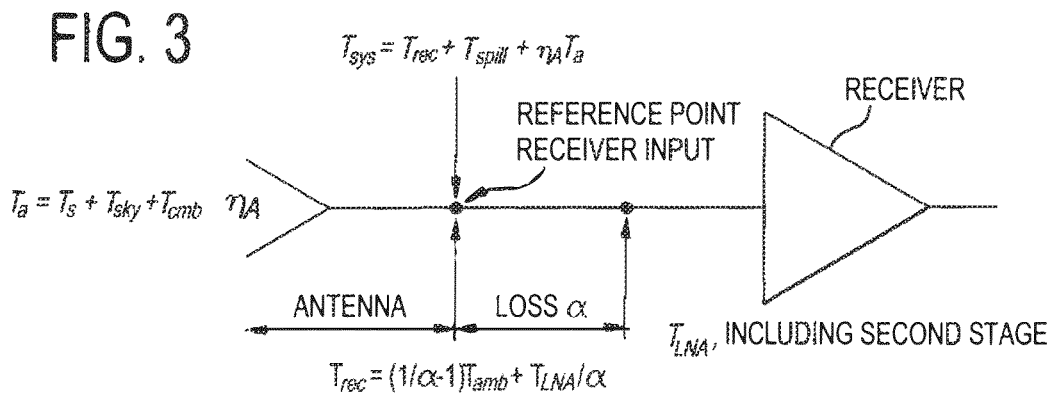 FIG. 3
T_sys = T_rec + T_spill + η_A T_a
RECEIVER
REFERENCE POINT
RECEIVER INPUT
T_a = T_s + T_sky + T_cmb η_A
ANTENNA
LOSS α
T_LNA, INCLUDING SECOND STAGE
T_rec = (1/α-1)T_amb + T_LNA/α